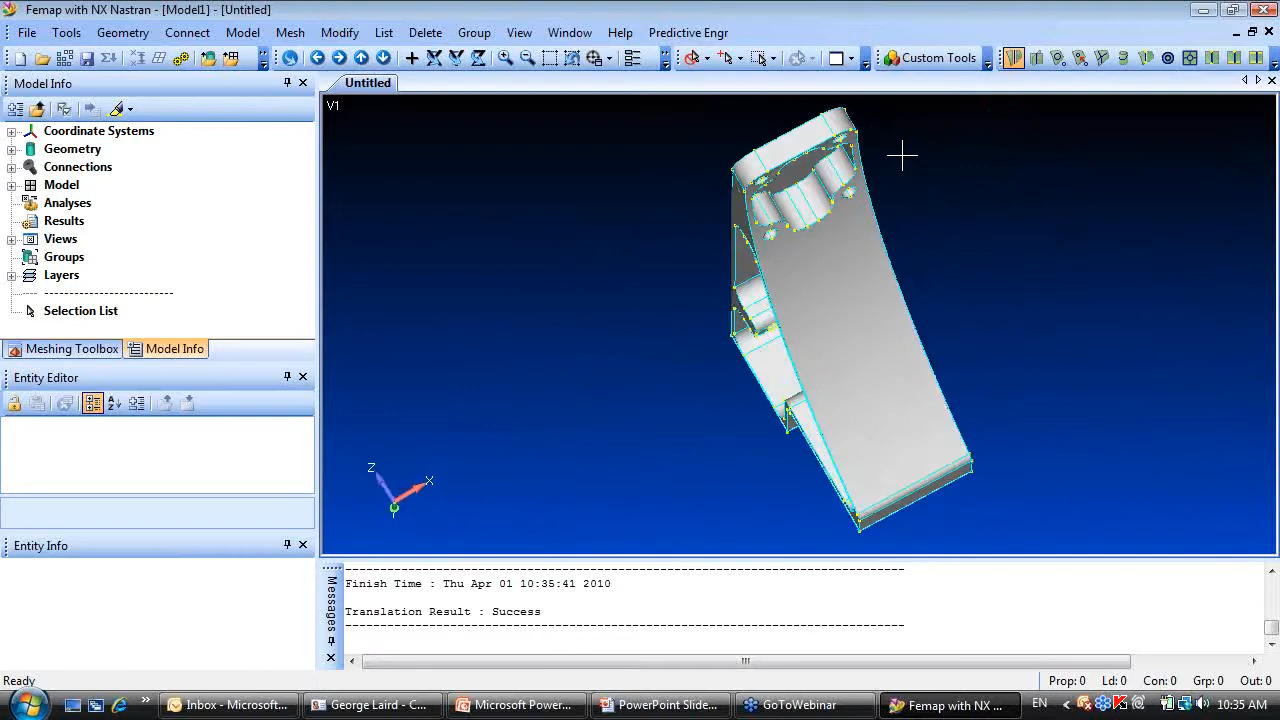 Femap with NX Nastran - [Model1] - [Untitled]
File Tools Geometry Connect Model Mesh Modify List Delete Group View Window Help Predictive Engr
Custom Tools
Model Info
Untitled
V1
Coordinate Systems
Geometry
Connections
Model
Analyses
Results
Views
Groups
Layers
Selection List
Meshing Toolbox Model Info
Entity Editor
Z
X
Y
Entity Info
Messages
Finish Time : Thu Apr 01 10:35:41 2010
Translation Result : Success
Ready
Prop: 0 Ld: 0 Con: 0 Grp: 0 Out: 0
Inbox - Microsoft... George Laird - C... Microsoft Power... PowerPoint Slide... GoToWebinar Femap with NX ... EN 10:35 AM